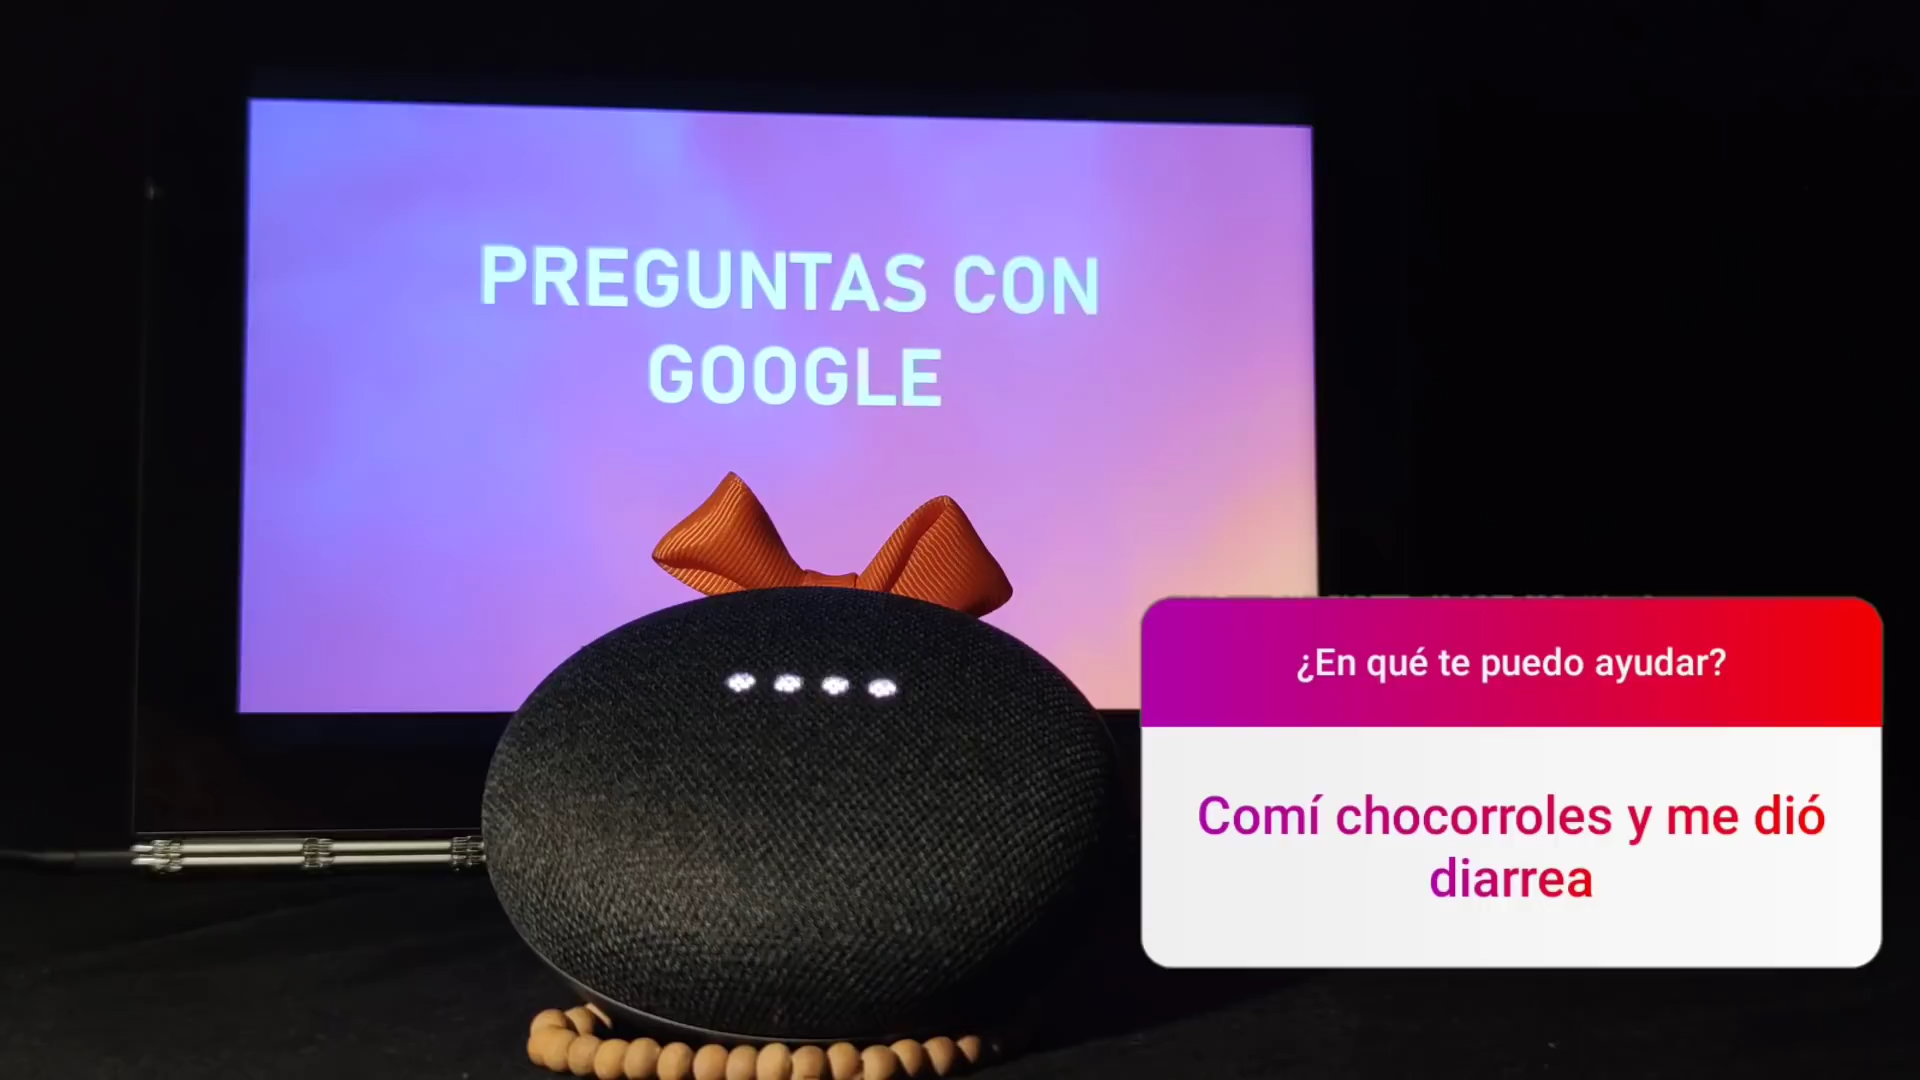 PREGUNTAS CON
GOOGLE
¿En qué te puedo ayudar?
Comí chocorroles y me dió
diarrea